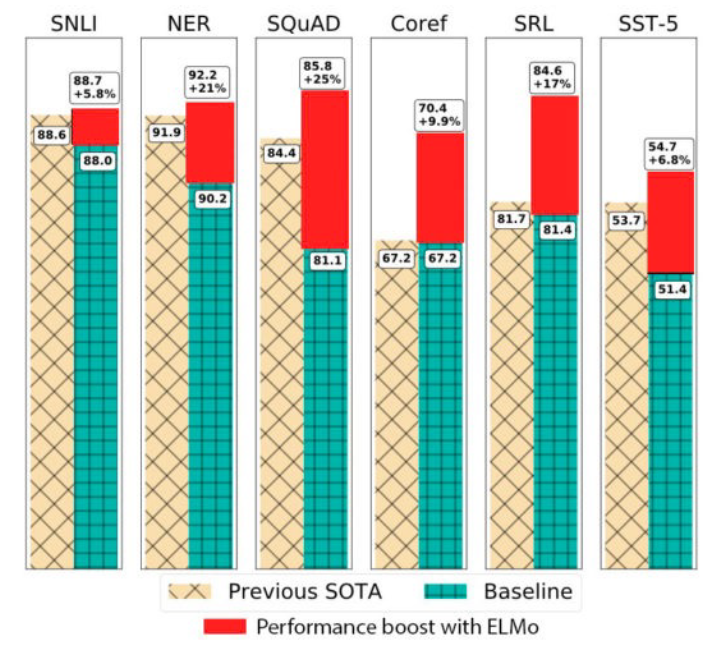 SNLI
NER
SQuAD
Coref
SRL
SST-5
88.7
+5.8%
88.6
88.0
92.2
+21%
91.9
90.2
85.8
+25%
84.4
81.1
70.4
+9.9%
67.2
67.2
84.6
+17%
81.7
81.4
54.7
+6.8%
53.7
51.4
Previous SOTA
Baseline
Performance boost with ELMo